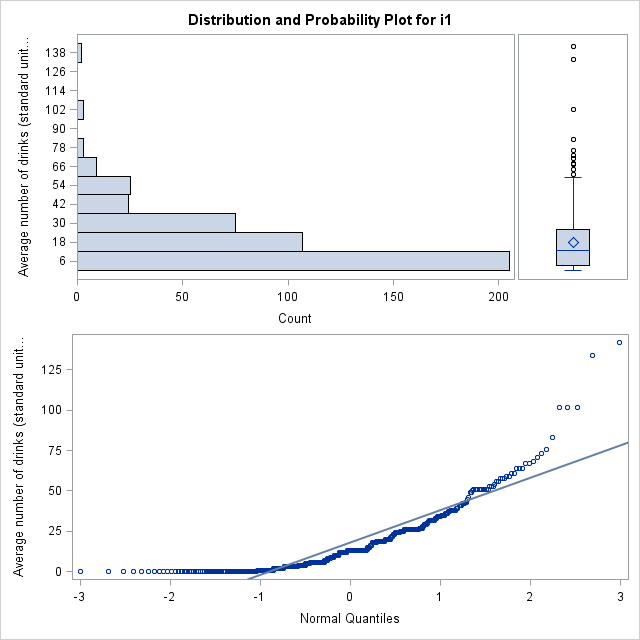 Distribution and Probability Plot for i1
Average number of drinks (standard unit...
138
126
114
102
90
78
66
54
42
30
18
6
0 50 100 150 200
Count
Average number of drinks (standard unit...
125
100
75
50
25
0
-3 -2 -1 0 1 2 3
Normal Quantiles